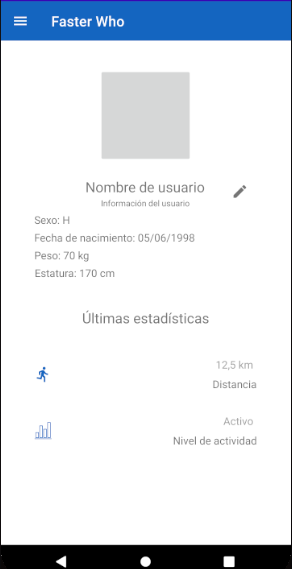 Faster Who
Nombre de usuario
Información del usuario
Sexo: H
Fecha de nacimiento: 05/06/1998
Peso: 70 kg
Estatura: 170 cm
Últimas estadísticas
12,5 km
Distancia
Activo
Nivel de actividad